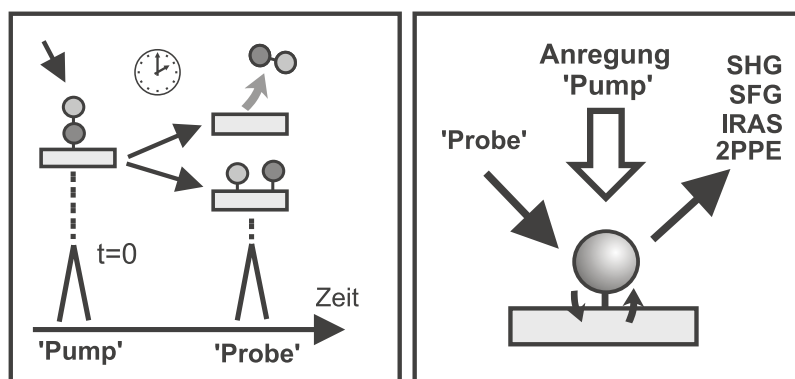 t=0
Zeit
'Pump'
'Probe'
Anregung
'Pump'
'Probe'
SHG
SFG
IRAS
2PPE